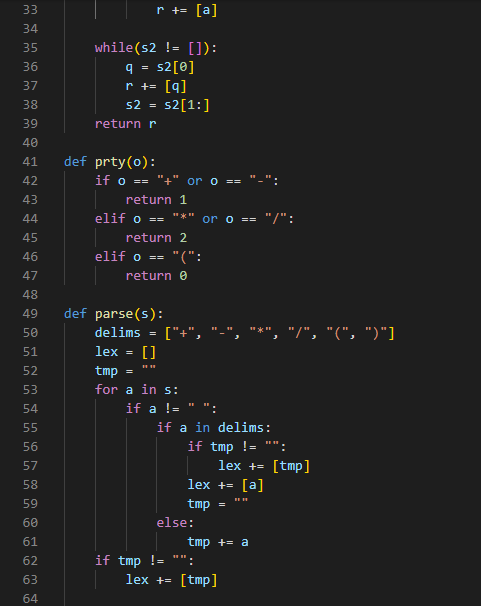 33                 r += [a]
34
35         while(s2 != []):
36             q = s2[0]
37             r += [q]
38             s2 = s2[1:]
39         return r
40
41     def prty(o):
42         if o == "+" or o == "-":
43             return 1
44         elif o == "*" or o == "/":
45             return 2
46         elif o == "(":
47             return 0
48
49     def parse(s):
50         delims = ["+", "-", "*", "/", "(", ")"]
51         lex = []
52         tmp = ""
53         for a in s:
54             if a != " ":
55                 if a in delims:
56                     if tmp != "":
57                         lex += [tmp]
58                     lex += [a]
59                     tmp = ""
60                 else:
61                     tmp += a
62         if tmp != "":
63             lex += [tmp]
64